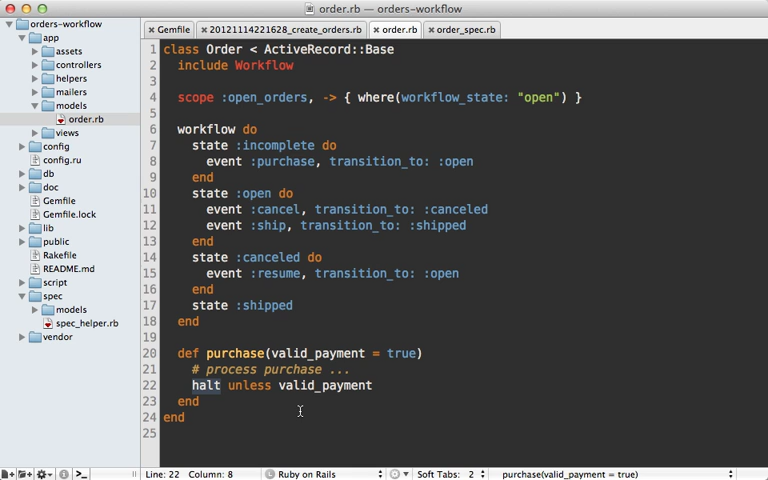 order.rb — orders-workflow
orders-workflow
app
assets
controllers
helpers
mailers
models
order.rb
views
config
config.ru
db
doc
Gemfile
Gemfile.lock
lib
public
Rakefile
README.md
script
spec
models
spec_helper.rb
vendor
Gemfile
20121114221628_create_orders.rb
order.rb
order_spec.rb
1 class Order < ActiveRecord::Base
2 include Workflow
3
4 scope :open_orders, -> { where(workflow_state: "open") }
5
6 workflow do
7 state :incomplete do
8 event :purchase, transition_to: :open
9 end
10 state :open do
11 event :cancel, transition_to: :canceled
12 event :ship, transition_to: :shipped
13 end
14 state :canceled do
15 event :resume, transition_to: :open
16 end
17 state :shipped
18 end
19
20 def purchase(valid_payment = true)
21 # process purchase ...
22 halt unless valid_payment
23 end
24 end
25
Line: 22 Column: 8
Ruby on Rails
Soft Tabs: 2
purchase(valid_payment = true)